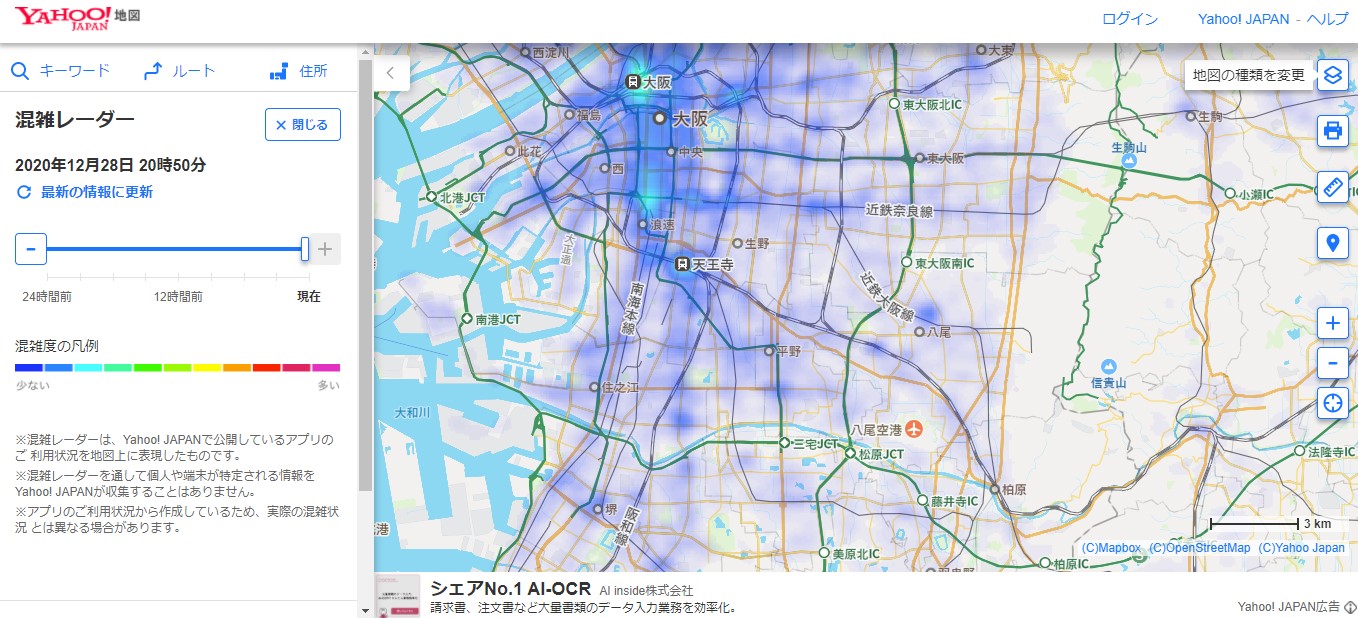 YAHOO! JAPAN 地図
ログイン Yahoo! JAPAN - ヘルプ
キーワード ルート 住所
混雑レーダー
× 閉じる
2020年12月28日 20時50分
最新の情報に更新
- +
24時間前 12時間前 現在
混雑度の凡例
少ない 多い
※混雑レーダーは、Yahoo! JAPANで公開しているアプリの
ご 利用状況を地図上に表現したものです。
※混雑レーダーを通して個人や端末が特定される情報を
Yahoo! JAPANが収集することはありません。
※アプリのご利用状況から作成しているため、実際の混雑状
況 とは異なる場合があります。
地図の種類を変更
西淀川
大東
大阪
東大阪北IC
福島
大阪
生駒
此花
中央
生駒山
西
東大阪
北港JCT
小瀬IC
近鉄奈良線
浪速
大正通
生野
天王寺
東大阪南IC
南海本線
近鉄大阪線
南港JCT
八尾
平野
信貴山
住之江
大和川
八尾空港
三宅JCT
松原JCT
法隆寺IC
柏原
藤井寺IC
堺
阪和線
港
美原北IC
柏原IC
+
-
3 km
(C)Mapbox (C)OpenStreetMap (C)Yahoo Japan
シェアNo.1 AI-OCR AI inside株式会社
請求書、注文書など大量書類のデータ入力業務を効率化。
Yahoo! JAPAN広告